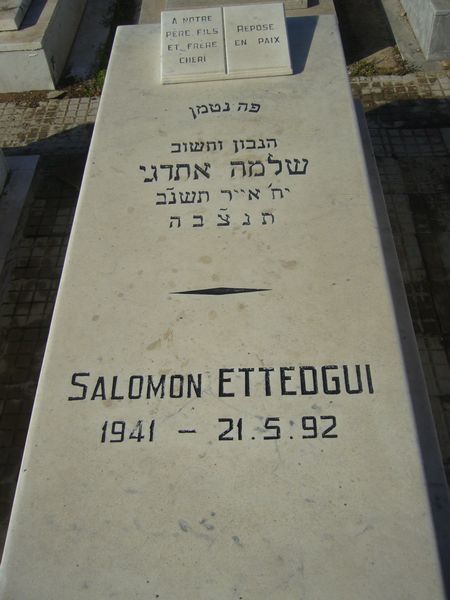 A NOTRE
PÈRE FILS
ET FRÈRE
CHERI
REPOSE
EN PAIX
פה נטמן
הנבון וחשוב
שלמה אתדגי
יח׳ אייר תשנ״ב
ת נ צ ב ה
SALOMON ETTEDGUI
1941 - 21.5.92